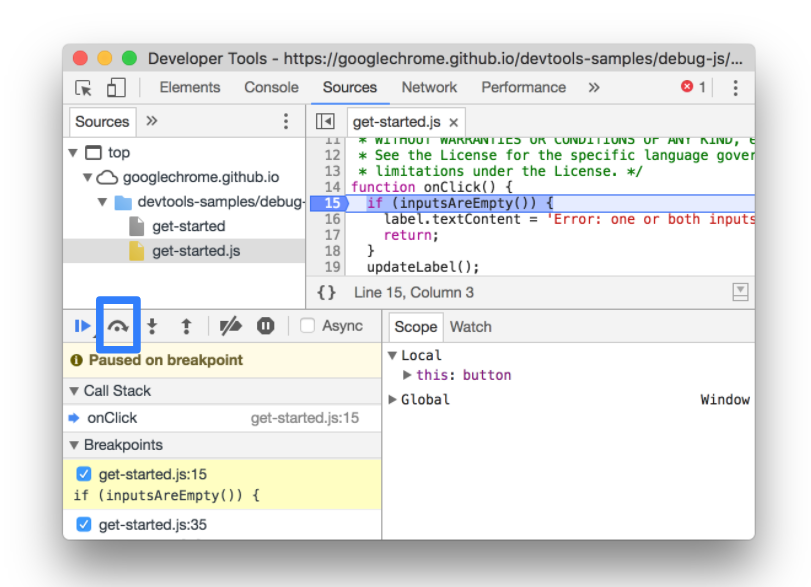 Developer Tools - https://googlechrome.github.io/devtools-samples/debug-js/...
Elements Console Sources Network Performance » 1
Sources »
get-started.js ×
top
googlechrome.github.io
devtools-samples/debug-
get-started
get-started.js
11 * WITHOUT WARRANTIES OR CONDITIONS OF ANY KIND, e
12 * See the License for the specific language gover
13 * limitations under the License. */
14 function onClick() {
15 if (inputsAreEmpty()) {
16 label.textContent = 'Error: one or both inputs
17 return;
18 }
19 updateLabel();
{} Line 15, Column 3
Async
Paused on breakpoint
Call Stack
onClick get-started.js:15
Breakpoints
get-started.js:15
if (inputsAreEmpty()) {
get-started.js:35
Scope Watch
Local
this: button
Global Window